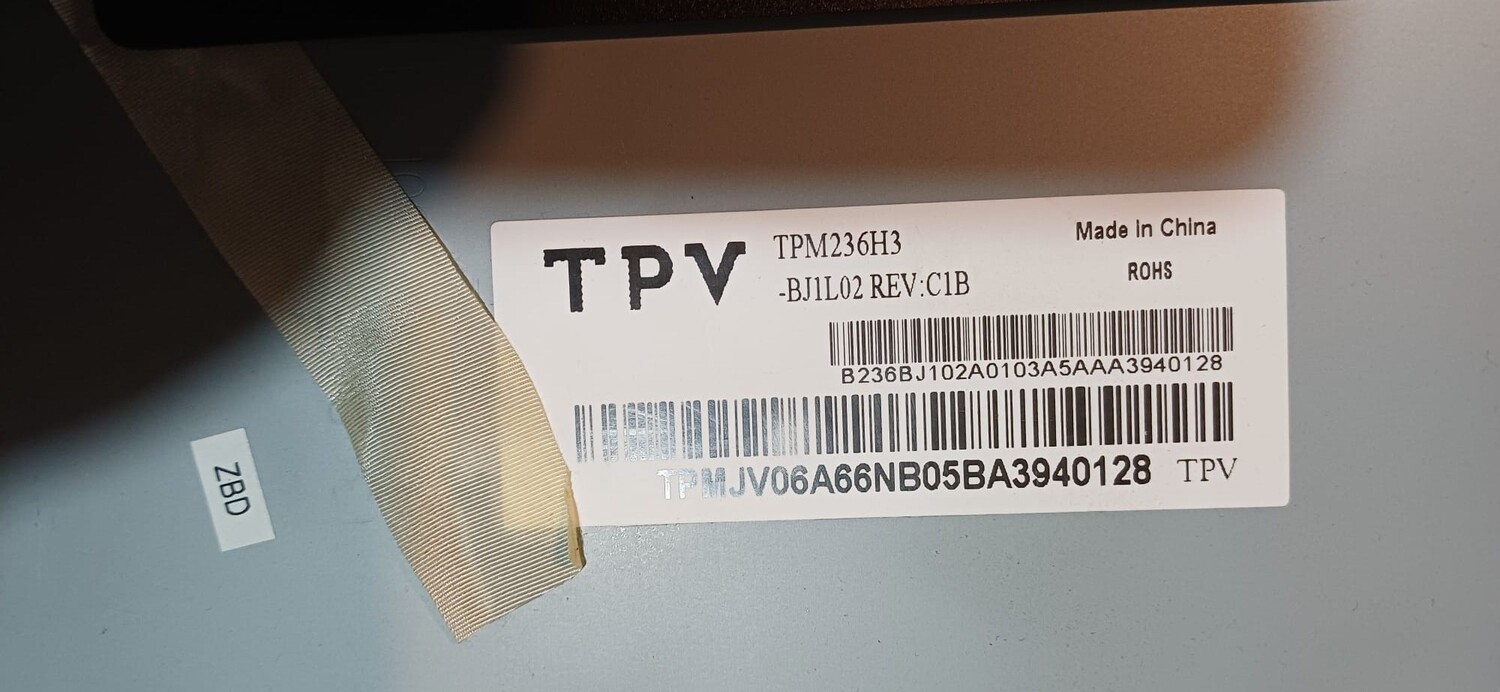 TPV
TPM236H3
-BJ1L02 REV:C1B
Made In China
ROHS
B236BJ102A0103A5AAA3940128
TPMJV06A66NB05BA3940128 TPV
ZBD